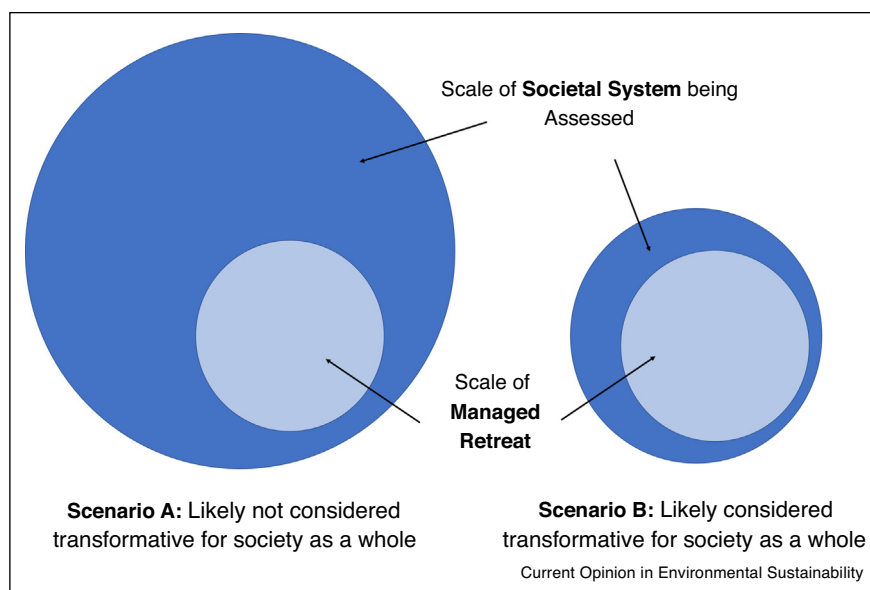 Scale of Societal System being
Assessed
Scale of
Managed
Retreat
Scenario A: Likely not considered
transformative for society as a whole
Scenario B: Likely considered
transformative for society as a whole
Current Opinion in Environmental Sustainability